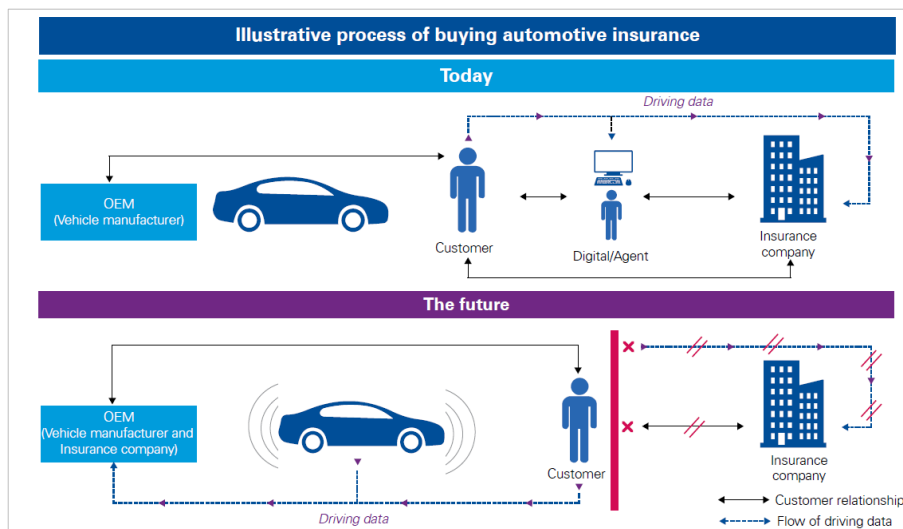 Illustrative process of buying automotive insurance
Today
Driving data
OEM
(Vehicle manufacturer)
Customer
Digital/Agent
Insurance
company
The future
OEM
(Vehicle manufacturer and
Insurance company)
Customer
Insurance
company
Driving data
Customer relationship
Flow of driving data